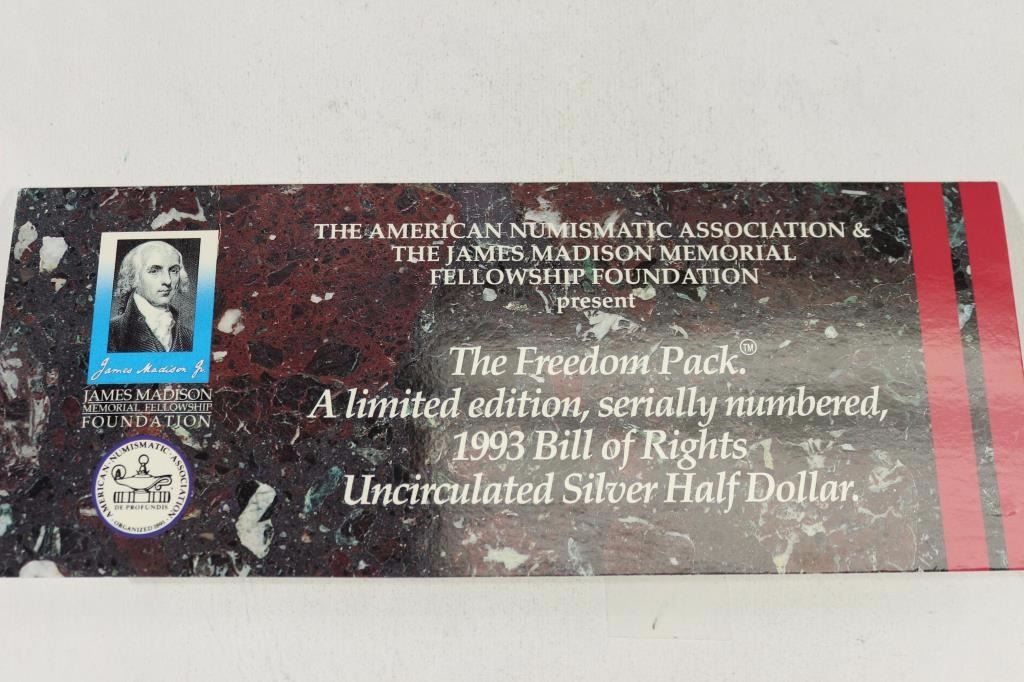 THE AMERICAN NUMISMATIC ASSOCIATION &
THE JAMES MADISON MEMORIAL
FELLOWSHIP FOUNDATION
present
The Freedom Pack.™
A limited edition, serially numbered,
1993 Bill of Rights
Uncirculated Silver Half Dollar.
James Madison Jr
JAMES MADISON
MEMORIAL FELLOWSHIP
FOUNDATION
AMERICAN · NUMISMATIC · ASSOCIATION
DE PROFUNDIS
ORGANIZED 1891